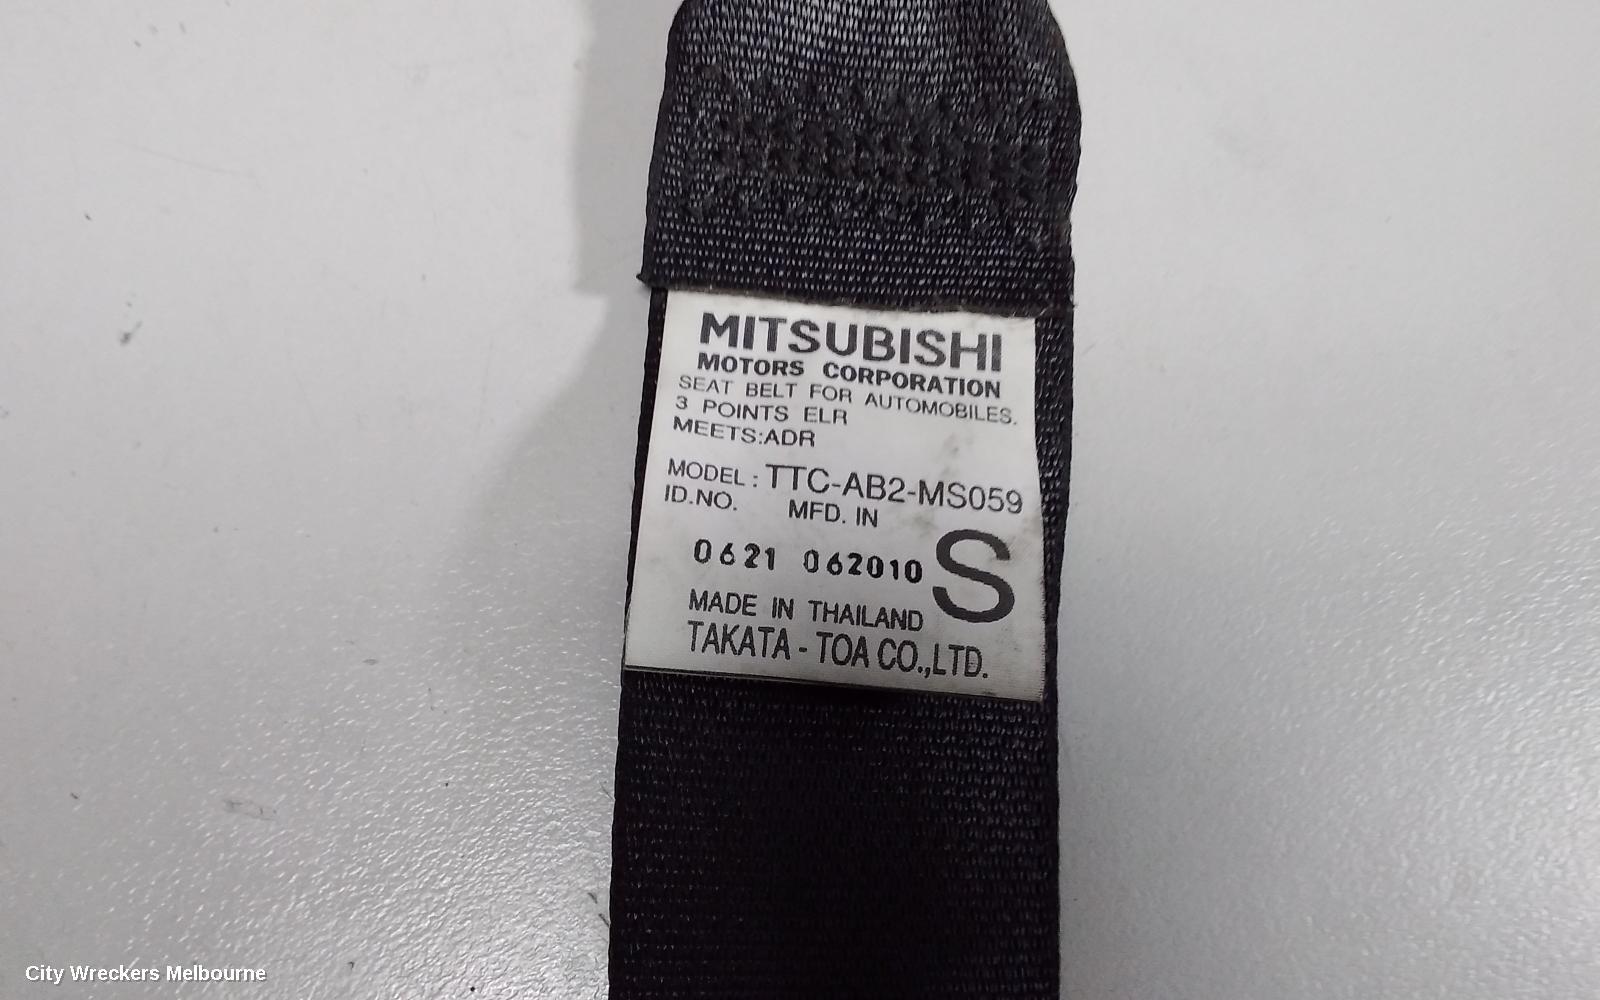 MITSUBISHI
MOTORS CORPORATION
SEAT BELT FOR AUTOMOBILES.
3 POINTS ELR
MEETS:ADR
MODEL: TTC-AB2-MS059
ID.NO. MFD. IN
0621 062010 S
MADE IN THAILAND
TAKATA - TOA CO.,LTD.
City Wreckers Melbourne